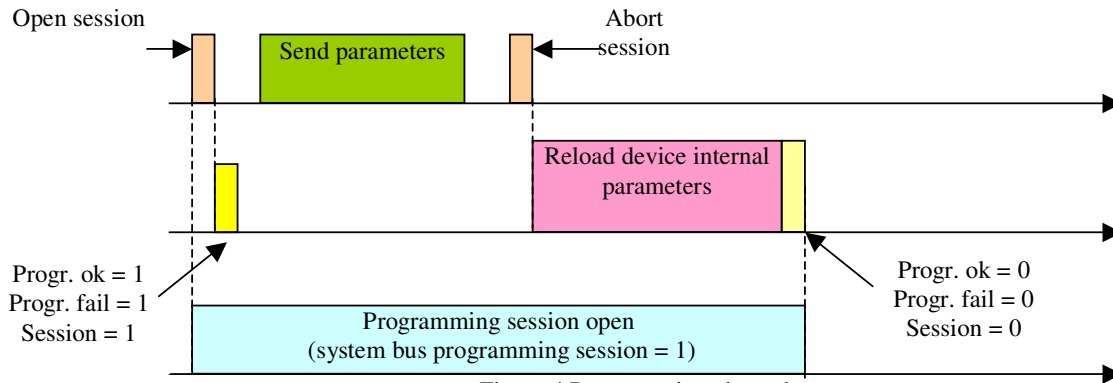 Open session
Abort
session
Send parameters
Reload device internal
parameters
Progr. ok = 1
Progr. fail = 1
Session = 1
Progr. ok = 0
Progr. fail = 0
Session = 0
Programming session open
(system bus programming session = 1)